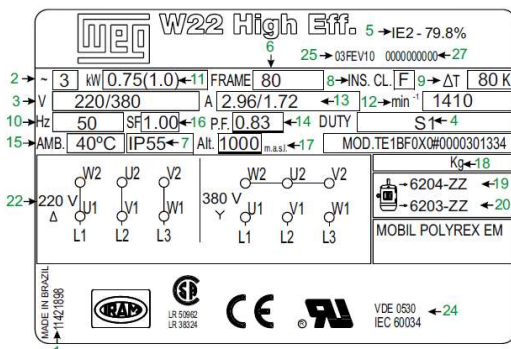 weg W22 High Eff. 5 IE2 - 79.8%
6 25 03FEV10 0000000000 27
2 ~ 3 kW 0.75(1.0) 11 FRAME 80 8 INS. CL. F 9 ΔT 80 K
3 V 220/380 A 2.96/1.72 13 12 min -1 1410
10 Hz 50 SF 1.00 16 P.F. 0.83 14 DUTY S1 4
15 AMB. 40ºC IP55 7 Alt. 1000 m.a.s.l. 17 MOD.TE1BF0X0#0000301334
Kg 18
W2 U2 V2 W2 U2 V2
6204-ZZ 19
22 220 V Δ U1 V1 W1 380 V Y U1 V1 W1
6203-ZZ 20
L1 L2 L3 L1 L2 L3
MOBIL POLYREX EM
MADE IN BRAZIL
11421898
IRAM
SA
LR 50962
LR 38324
CE
RU
VDE 0530
IEC 60034
24
1